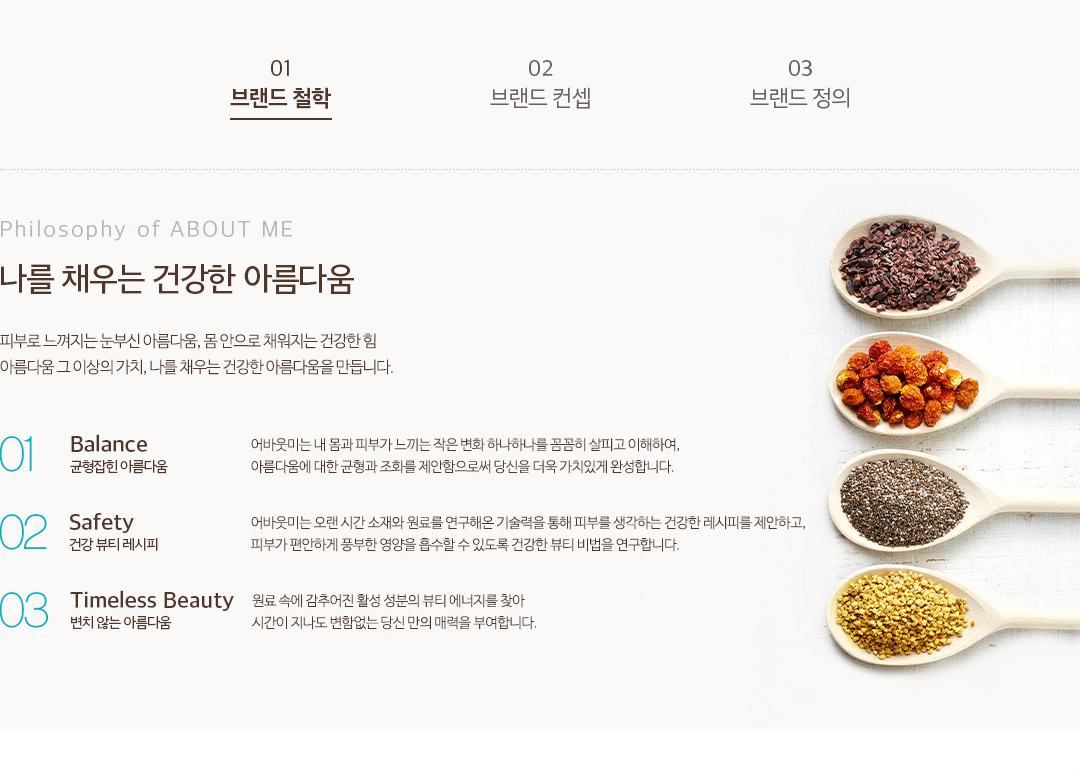 01
브랜드 철학
02
브랜드 컨셉
03
브랜드 정의
Philosophy of ABOUT ME
나를 채우는 건강한 아름다움
피부로 느껴지는 눈부신 아름다움, 몸 안으로 채워지는 건강한 힘
아름다움 그 이상의 가치, 나를 채우는 건강한 아름다움을 만듭니다.
01
Balance
균형잡힌 아름다움
어바웃미는 내 몸과 피부가 느끼는 작은 변화 하나하나를 꼼꼼히 살피고 이해하여,
아름다움에 대한 균형과 조화를 제안함으로써 당신을 더욱 가치있게 완성합니다.
02
Safety
건강 뷰티 레시피
어바웃미는 오랜 시간 소재와 원료를 연구해온 기술력을 통해 피부를 생각하는 건강한 레시피를 제안하고,
피부가 편안하게 풍부한 영양을 흡수할 수 있도록 건강한 뷰티 비법을 연구합니다.
03
Timeless Beauty
변치 않는 아름다움
원료 속에 감추어진 활성 성분의 뷰티 에너지를 찾아
시간이 지나도 변함없는 당신 만의 매력을 부여합니다.